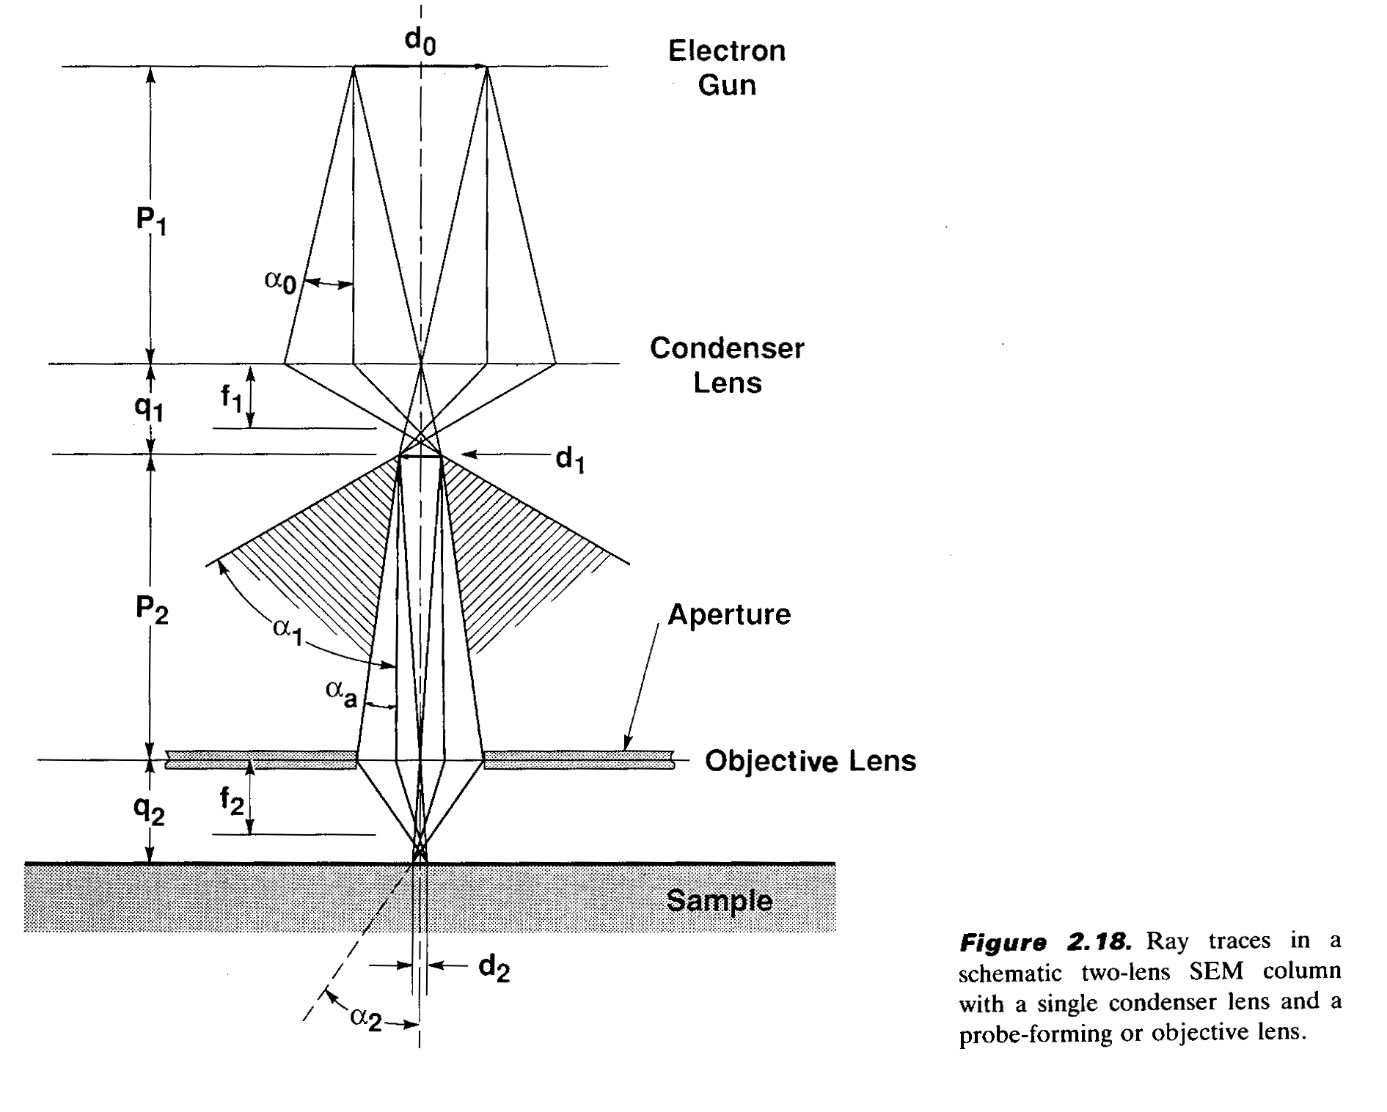 d0
Electron
Gun
P1
α0
Condenser
Lens
f1
q1
d1
P2
Aperture
α1
αa
Objective Lens
f2
q2
Sample
d2
α2
Figure 2.18. Ray traces in a
schematic two-lens SEM column
with a single condenser lens and a
probe-forming or objective lens.